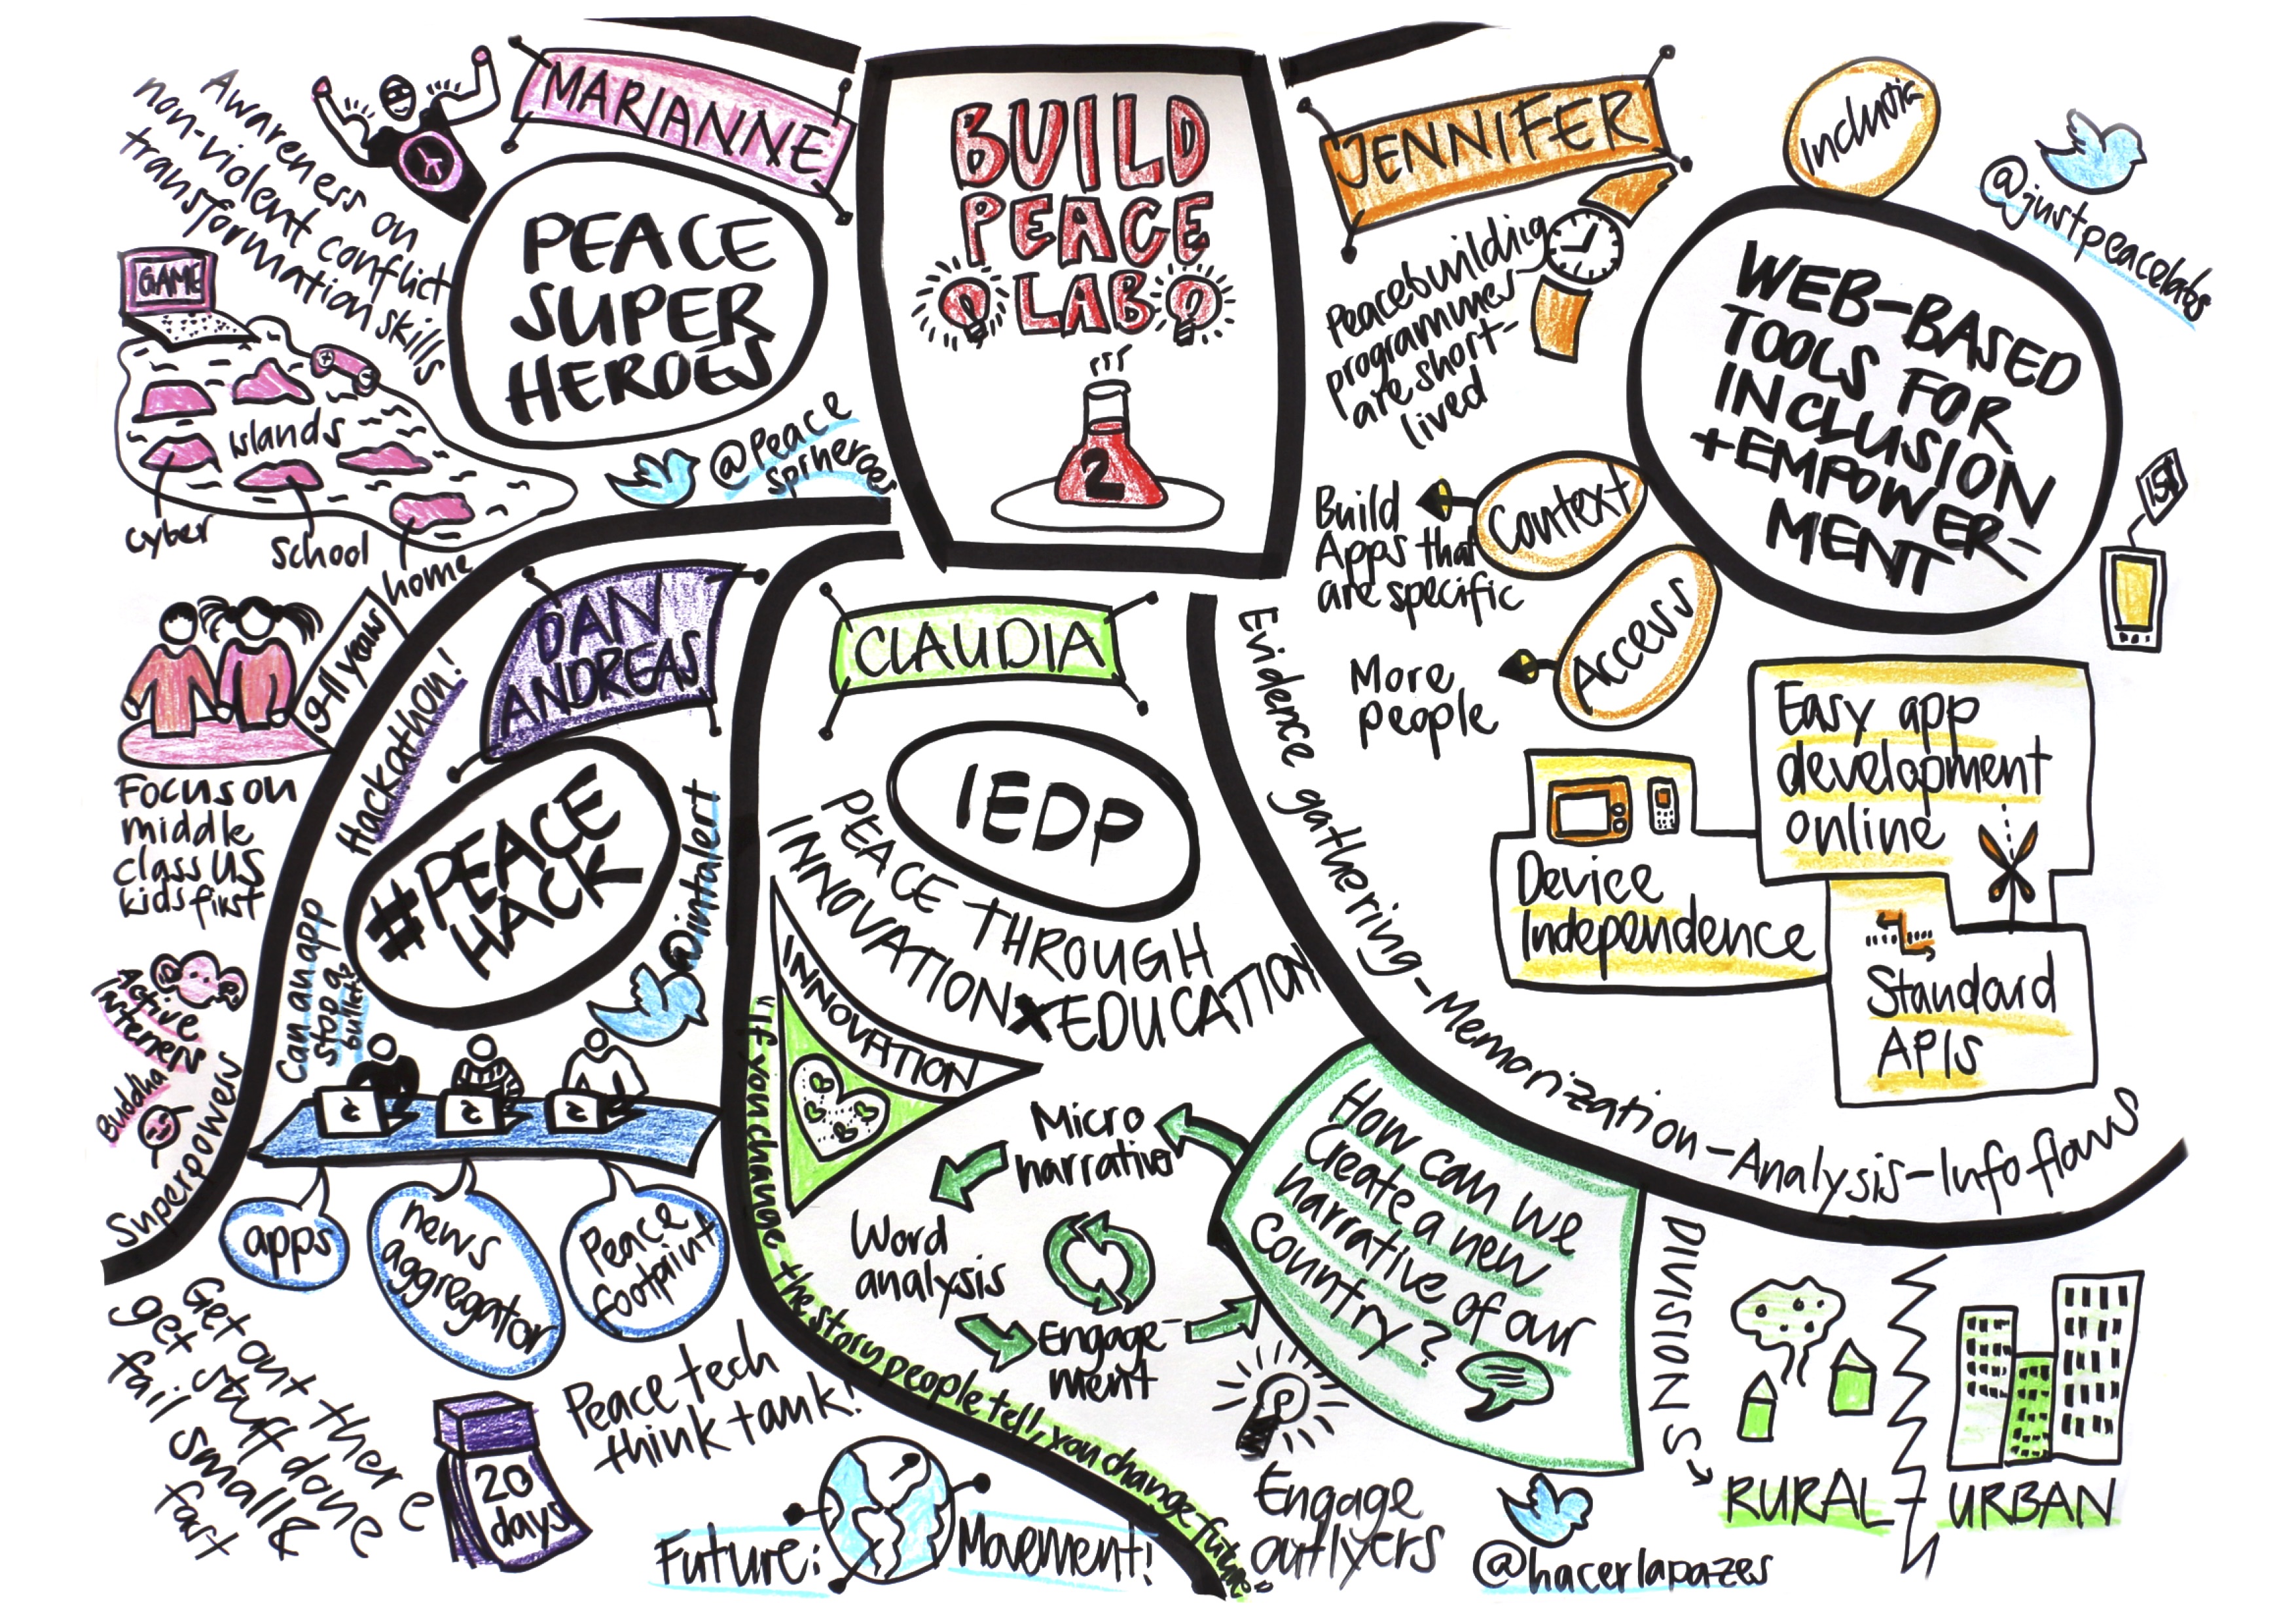 BUILD
PEACE
LAB
2
MARIANNE
PEACE
SUPER
HEROES
Awareness on
non-violent conflict
transformation skills
GAME
Islands
cyber
School
home
@Peace
Sprheroes
9-11 years
Focus on
middle
class US
kids first
Active
listeners
Buddha
Superpowers
DAN
ANDREAS
Hackathon!
#PEACE
HACK
@intalert
Can an app
stop a
bullet?
apps
news
aggregator
Peace
footprint
Get out there
get stuff done
fail small &
fast
20
days
Peace tech
think tank!
Future:
Movement!
CLAUDIA
IEDP
PEACE THROUGH
INNOVATION X EDUCATION
INNOVATION
"If you change the story people tell, you change future"
Micro
narrative
Word
analysis
Engage-
ment
How can we
Create a new
narrative of our
Country?
Engage
outlyers
@hacerlapazes
DIVISIONS
RURAL
URBAN
JENNIFER
Peacebuilding
programmes
are short-
lived
WEB-BASED
TOOLS FOR
INCLUSION
+EMPOWER-
MENT
@justpeacelabs
Context
Build
Apps that
are specific
Access
More
people
Easy app
development
online
Device
Independence
Standard
APIs
Evidence gathering - Memorization - Analysis - Info flows